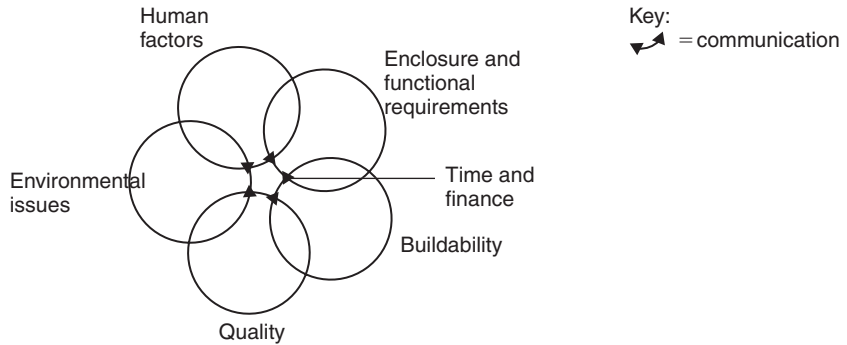 Human
factors
Key:
= communication
Enclosure and
functional
requirements
Environmental
issues
Time and
finance
Buildability
Quality